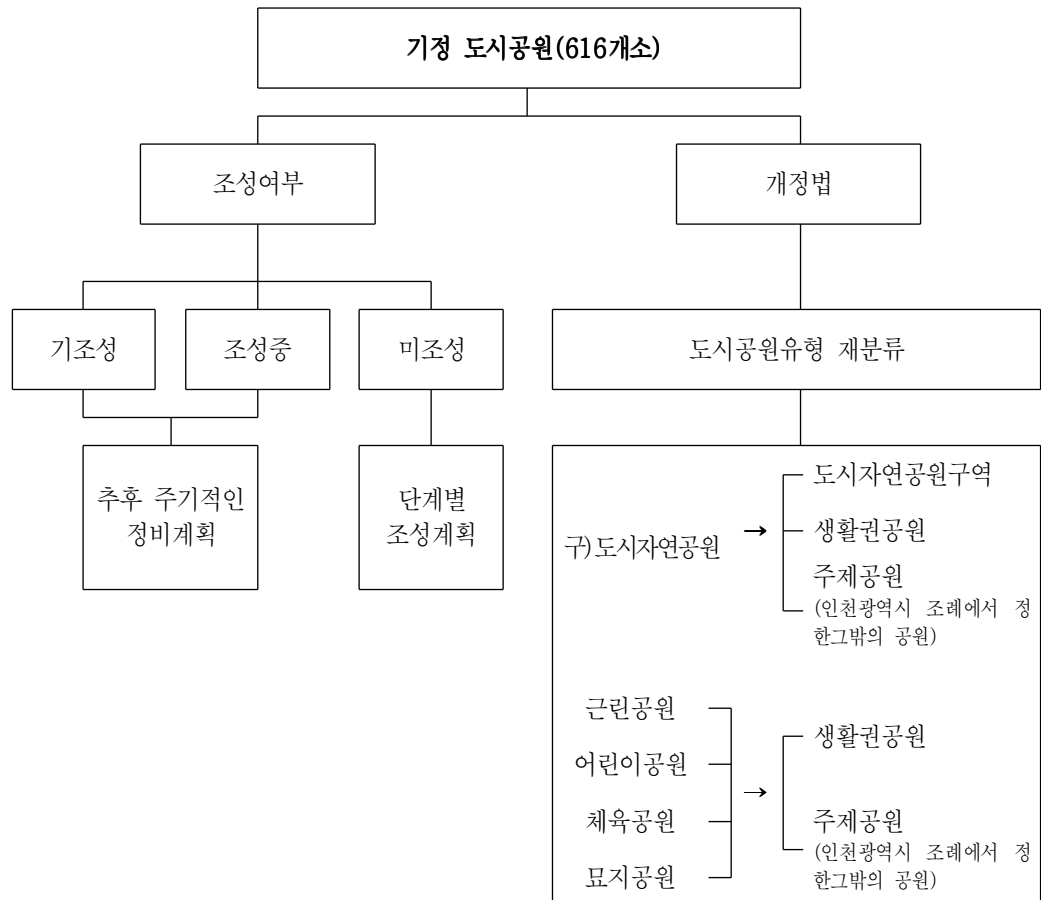 기정 도시공원(616개소)
조성여부
개정법
기조성
조성중
미조성
도시공원유형 재분류
추후 주기적인
정비계획
단계별
조성계획
구)도시자연공원
→
도시자연공원구역
생활권공원
주제공원
(인천광역시 조례에서 정
한그밖의 공원)
근린공원
어린이공원
체육공원
묘지공원
→
생활권공원
주제공원
(인천광역시 조례에서 정
한그밖의 공원)